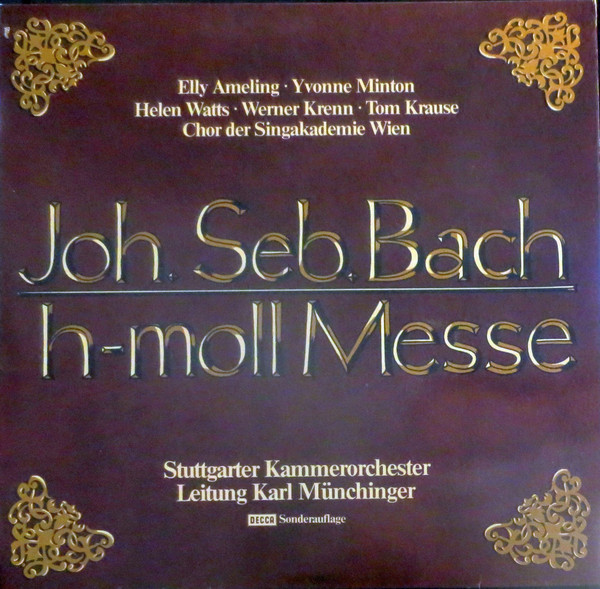 Elly Ameling · Yvonne Minton
Helen Watts · Werner Krenn · Tom Krause
Chor der Singakademie Wien
Joh. Seb. Bach
h-moll Messe
Stuttgarter Kammerorchester
Leitung Karl Münchinger
DECCA Sonderauflage